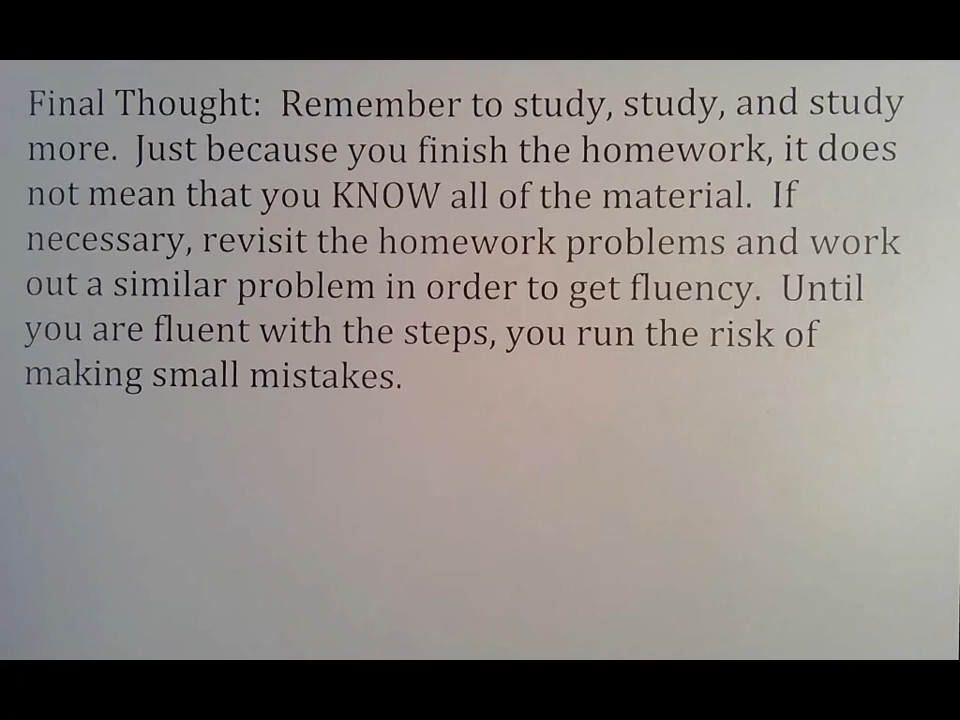 Final Thought:  Remember to study, study, and study
more.  Just because you finish the homework, it does
not mean that you KNOW all of the material.  If
necessary, revisit the homework problems and work
out a similar problem in order to get fluency.  Until
you are fluent with the steps, you run the risk of
making small mistakes.